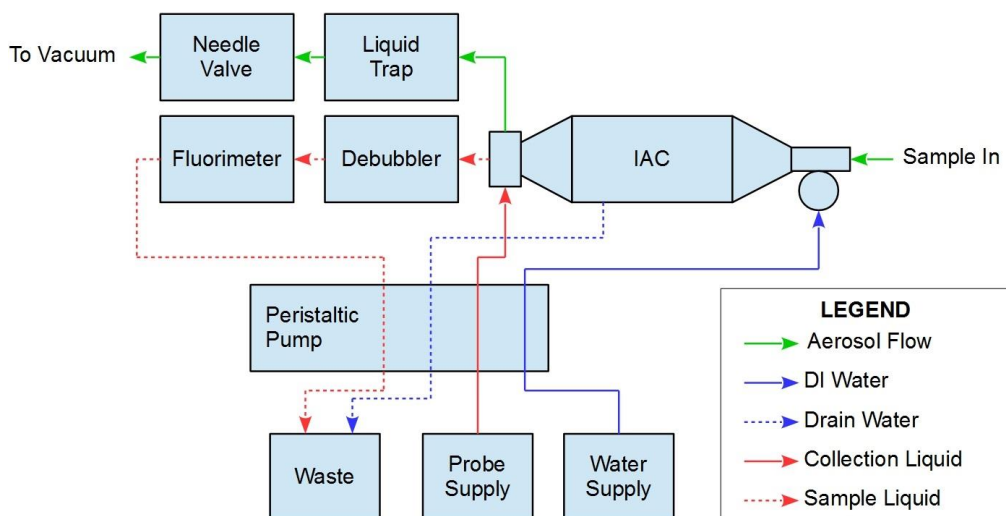 To Vacuum
Needle
Valve
Liquid
Trap
Fluorimeter
Debubbler
IAC
Sample In
Peristaltic
Pump
Waste
Probe
Supply
Water
Supply
LEGEND
Aerosol Flow
DI Water
Drain Water
Collection Liquid
Sample Liquid